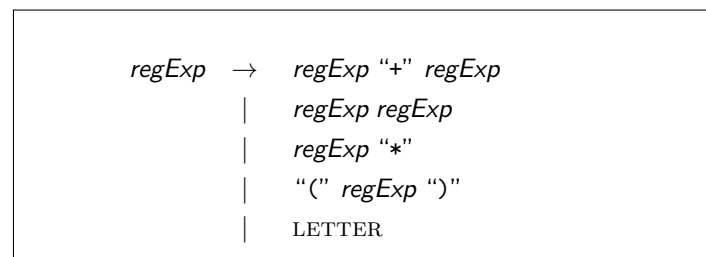 regExp → regExp “+” regExp
| regExp regExp
| regExp “*”
| “(” regExp “)”
| LETTER